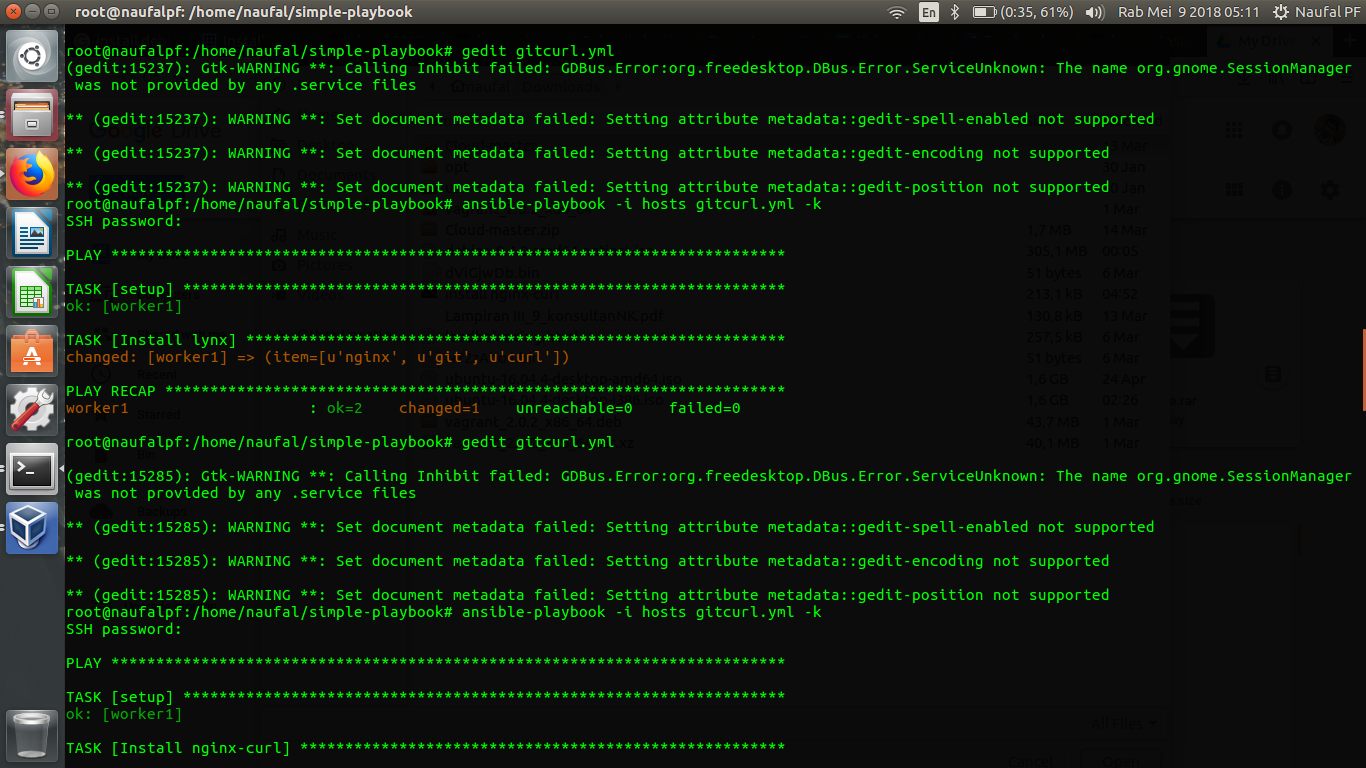 root@naufalpf: /home/naufal/simple-playbook
En
(0:35, 61%)
Rab Mei 9 2018 05:11
Naufal PF
root@naufalpf:/home/naufal/simple-playbook# gedit gitcurl.yml
(gedit:15237): Gtk-WARNING **: Calling Inhibit failed: GDBus.Error:org.freedesktop.DBus.Error.ServiceUnknown: The name org.gnome.SessionManager
was not provided by any .service files
** (gedit:15237): WARNING **: Set document metadata failed: Setting attribute metadata::gedit-spell-enabled not supported
** (gedit:15237): WARNING **: Set document metadata failed: Setting attribute metadata::gedit-encoding not supported
** (gedit:15237): WARNING **: Set document metadata failed: Setting attribute metadata::gedit-position not supported
root@naufalpf:/home/naufal/simple-playbook# ansible-playbook -i hosts gitcurl.yml -k
SSH password:
PLAY ***************************************************************************
TASK [setup] *******************************************************************
ok: [worker1]
TASK [Install lynx] ************************************************************
changed: [worker1] => (item=[u'nginx', u'git', u'curl'])
PLAY RECAP *********************************************************************
worker1 : ok=2 changed=1 unreachable=0 failed=0
root@naufalpf:/home/naufal/simple-playbook# gedit gitcurl.yml
(gedit:15285): Gtk-WARNING **: Calling Inhibit failed: GDBus.Error:org.freedesktop.DBus.Error.ServiceUnknown: The name org.gnome.SessionManager
was not provided by any .service files
** (gedit:15285): WARNING **: Set document metadata failed: Setting attribute metadata::gedit-spell-enabled not supported
** (gedit:15285): WARNING **: Set document metadata failed: Setting attribute metadata::gedit-encoding not supported
** (gedit:15285): WARNING **: Set document metadata failed: Setting attribute metadata::gedit-position not supported
root@naufalpf:/home/naufal/simple-playbook# ansible-playbook -i hosts gitcurl.yml -k
SSH password:
PLAY ***************************************************************************
TASK [setup] *******************************************************************
ok: [worker1]
TASK [Install nginx-curl] ******************************************************